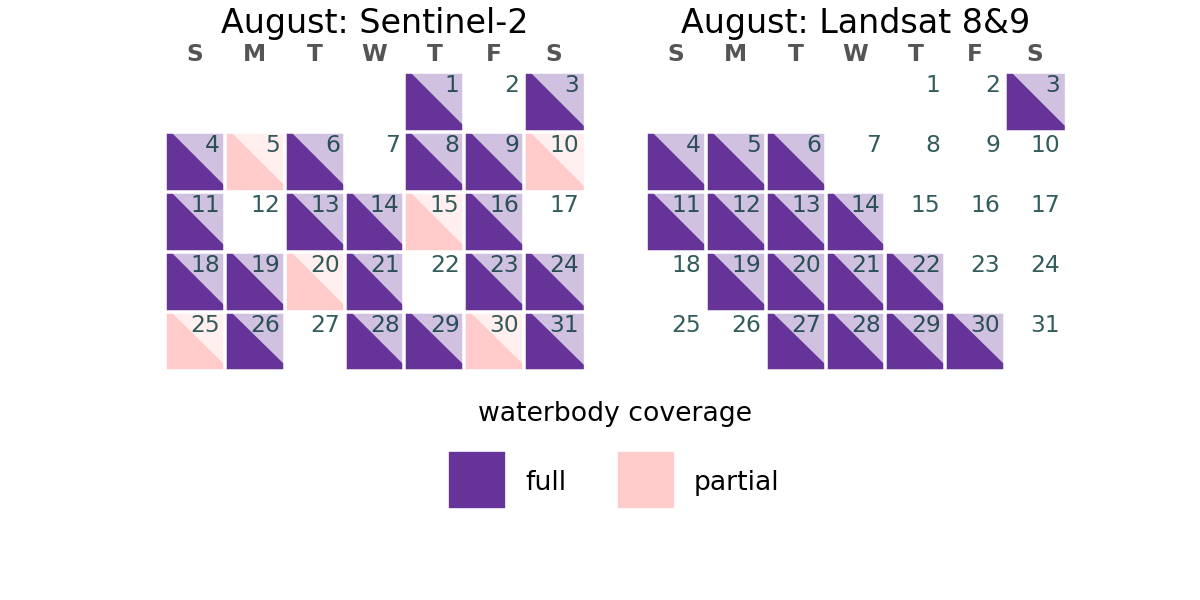 August: Sentinel-2
S M T W T F S
1 2 3
4 5 6 7 8 9 10
11 12 13 14 15 16 17
18 19 20 21 22 23 24
25 26 27 28 29 30 31
August: Landsat 8&9
S M T W T F S
1 2 3
4 5 6 7 8 9 10
11 12 13 14 15 16 17
18 19 20 21 22 23 24
25 26 27 28 29 30 31
waterbody coverage
full
partial